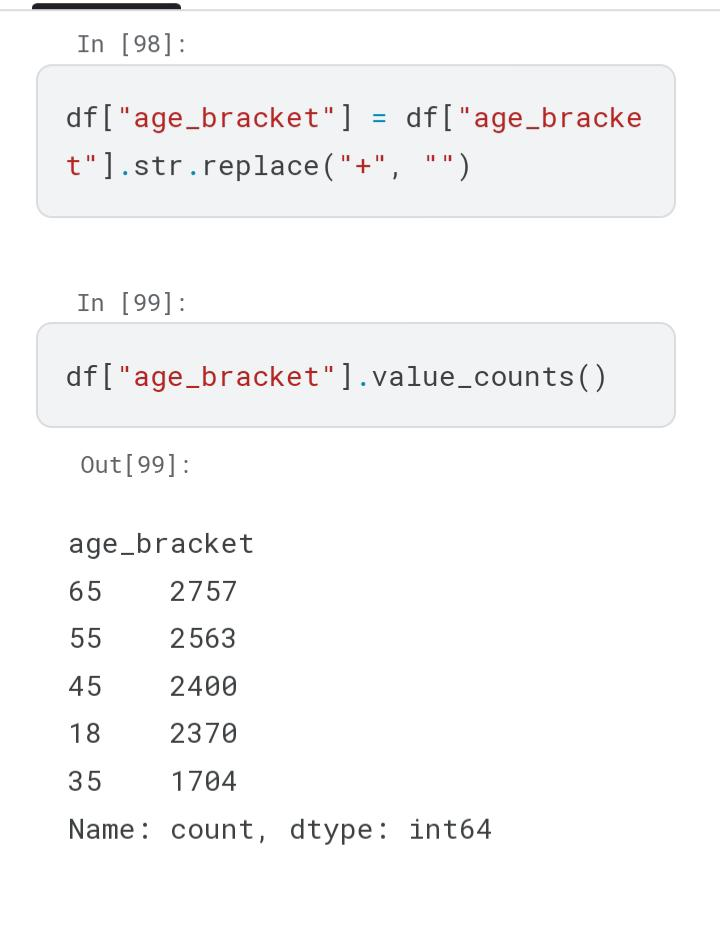 In [98]:
df["age_bracket"] = df["age_bracke
t"].str.replace("+", "")
In [99]:
df["age_bracket"].value_counts()
Out[99]:
age_bracket
65    2757
55    2563
45    2400
18    2370
35    1704
Name: count, dtype: int64